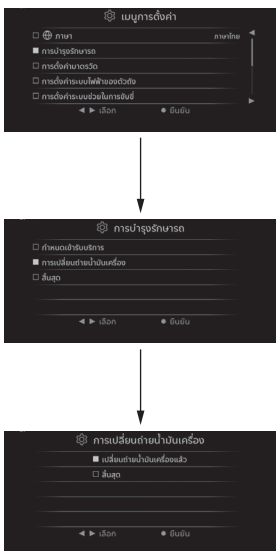 เมนูการตั้งค่า
ภาษา ภาษาไทย
การบำรุงรักษารถ
การตั้งค่ามาตรวัด
การตั้งค่าระบบไฟฟ้าของตัวถัง
การตั้งค่าระบบช่วยในการขับขี่
เลือก ยืนยัน
การบำรุงรักษารถ
กำหนดเข้ารับบริการ
การเปลี่ยนถ่ายน้ำมันเครื่อง
สิ้นสุด
เลือก ยืนยัน
การเปลี่ยนถ่ายน้ำมันเครื่อง
เปลี่ยนถ่ายน้ำมันเครื่องแล้ว
สิ้นสุด
เลือก ยืนยัน